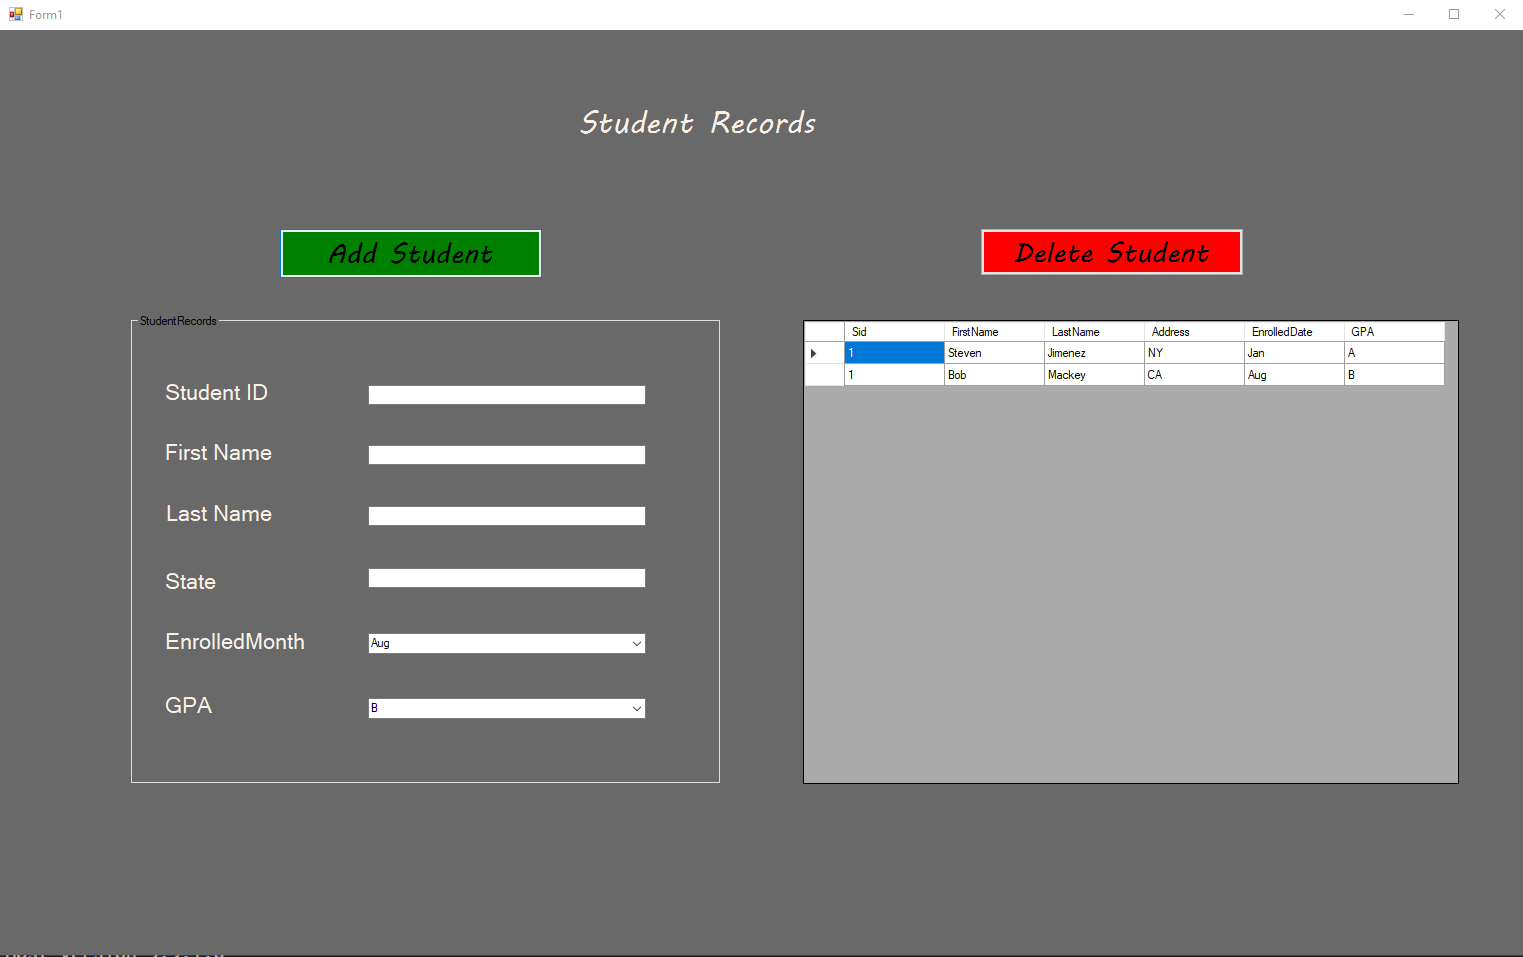 Form1
Student Records
Add Student
Delete Student
StudentRecords
Student ID
First Name
Last Name
State
EnrolledMonth Aug
GPA B
Sid FirstName LastName Address EnrolledDate GPA
1 Steven Jimenez NY Jan A
1 Bob Mackey CA Aug B